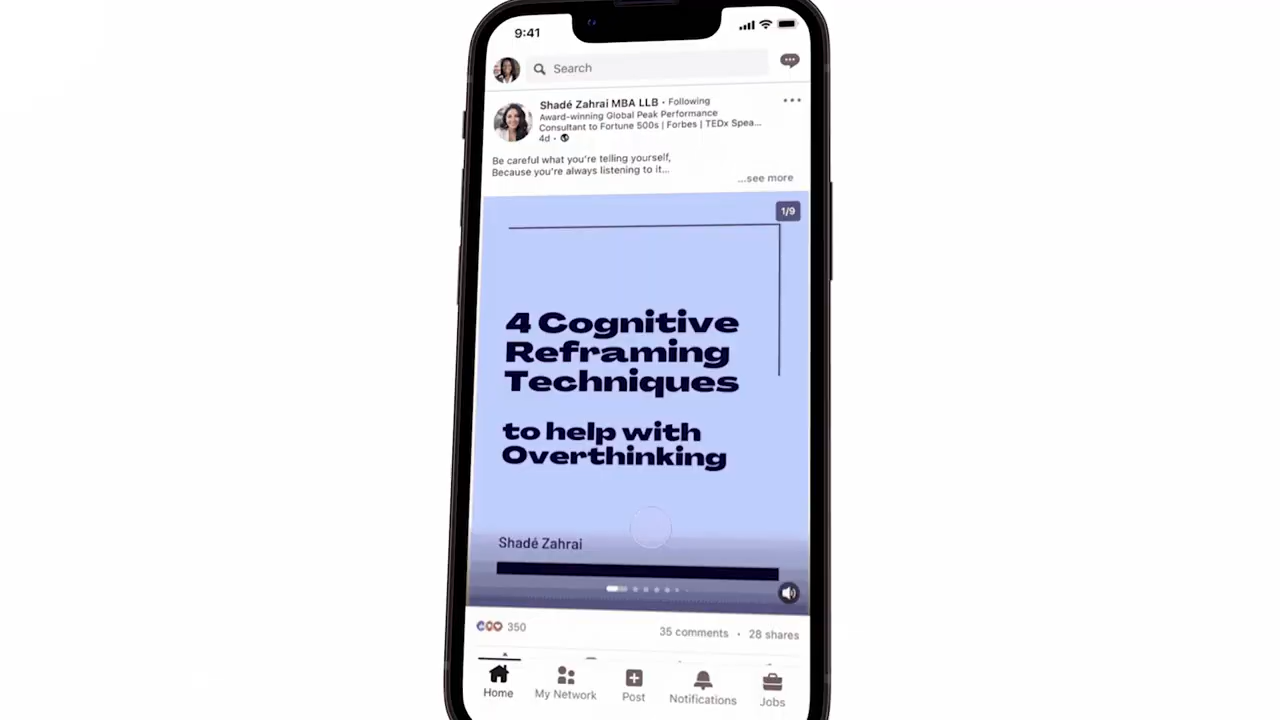 9:41
Search
Shadé Zahrai MBA LLB • Following
Award-winning Global Peak Performance
Consultant to Fortune 500s | Forbes | TEDx Spea...
4d •
Be careful what you're telling yourself,
Because you're always listening to it...
...see more
1/9
4 Cognitive
Reframing
Techniques
to help with
Overthinking
Shadé Zahrai
350
35 comments • 28 shares
Home
My Network
Post
Notifications
Jobs